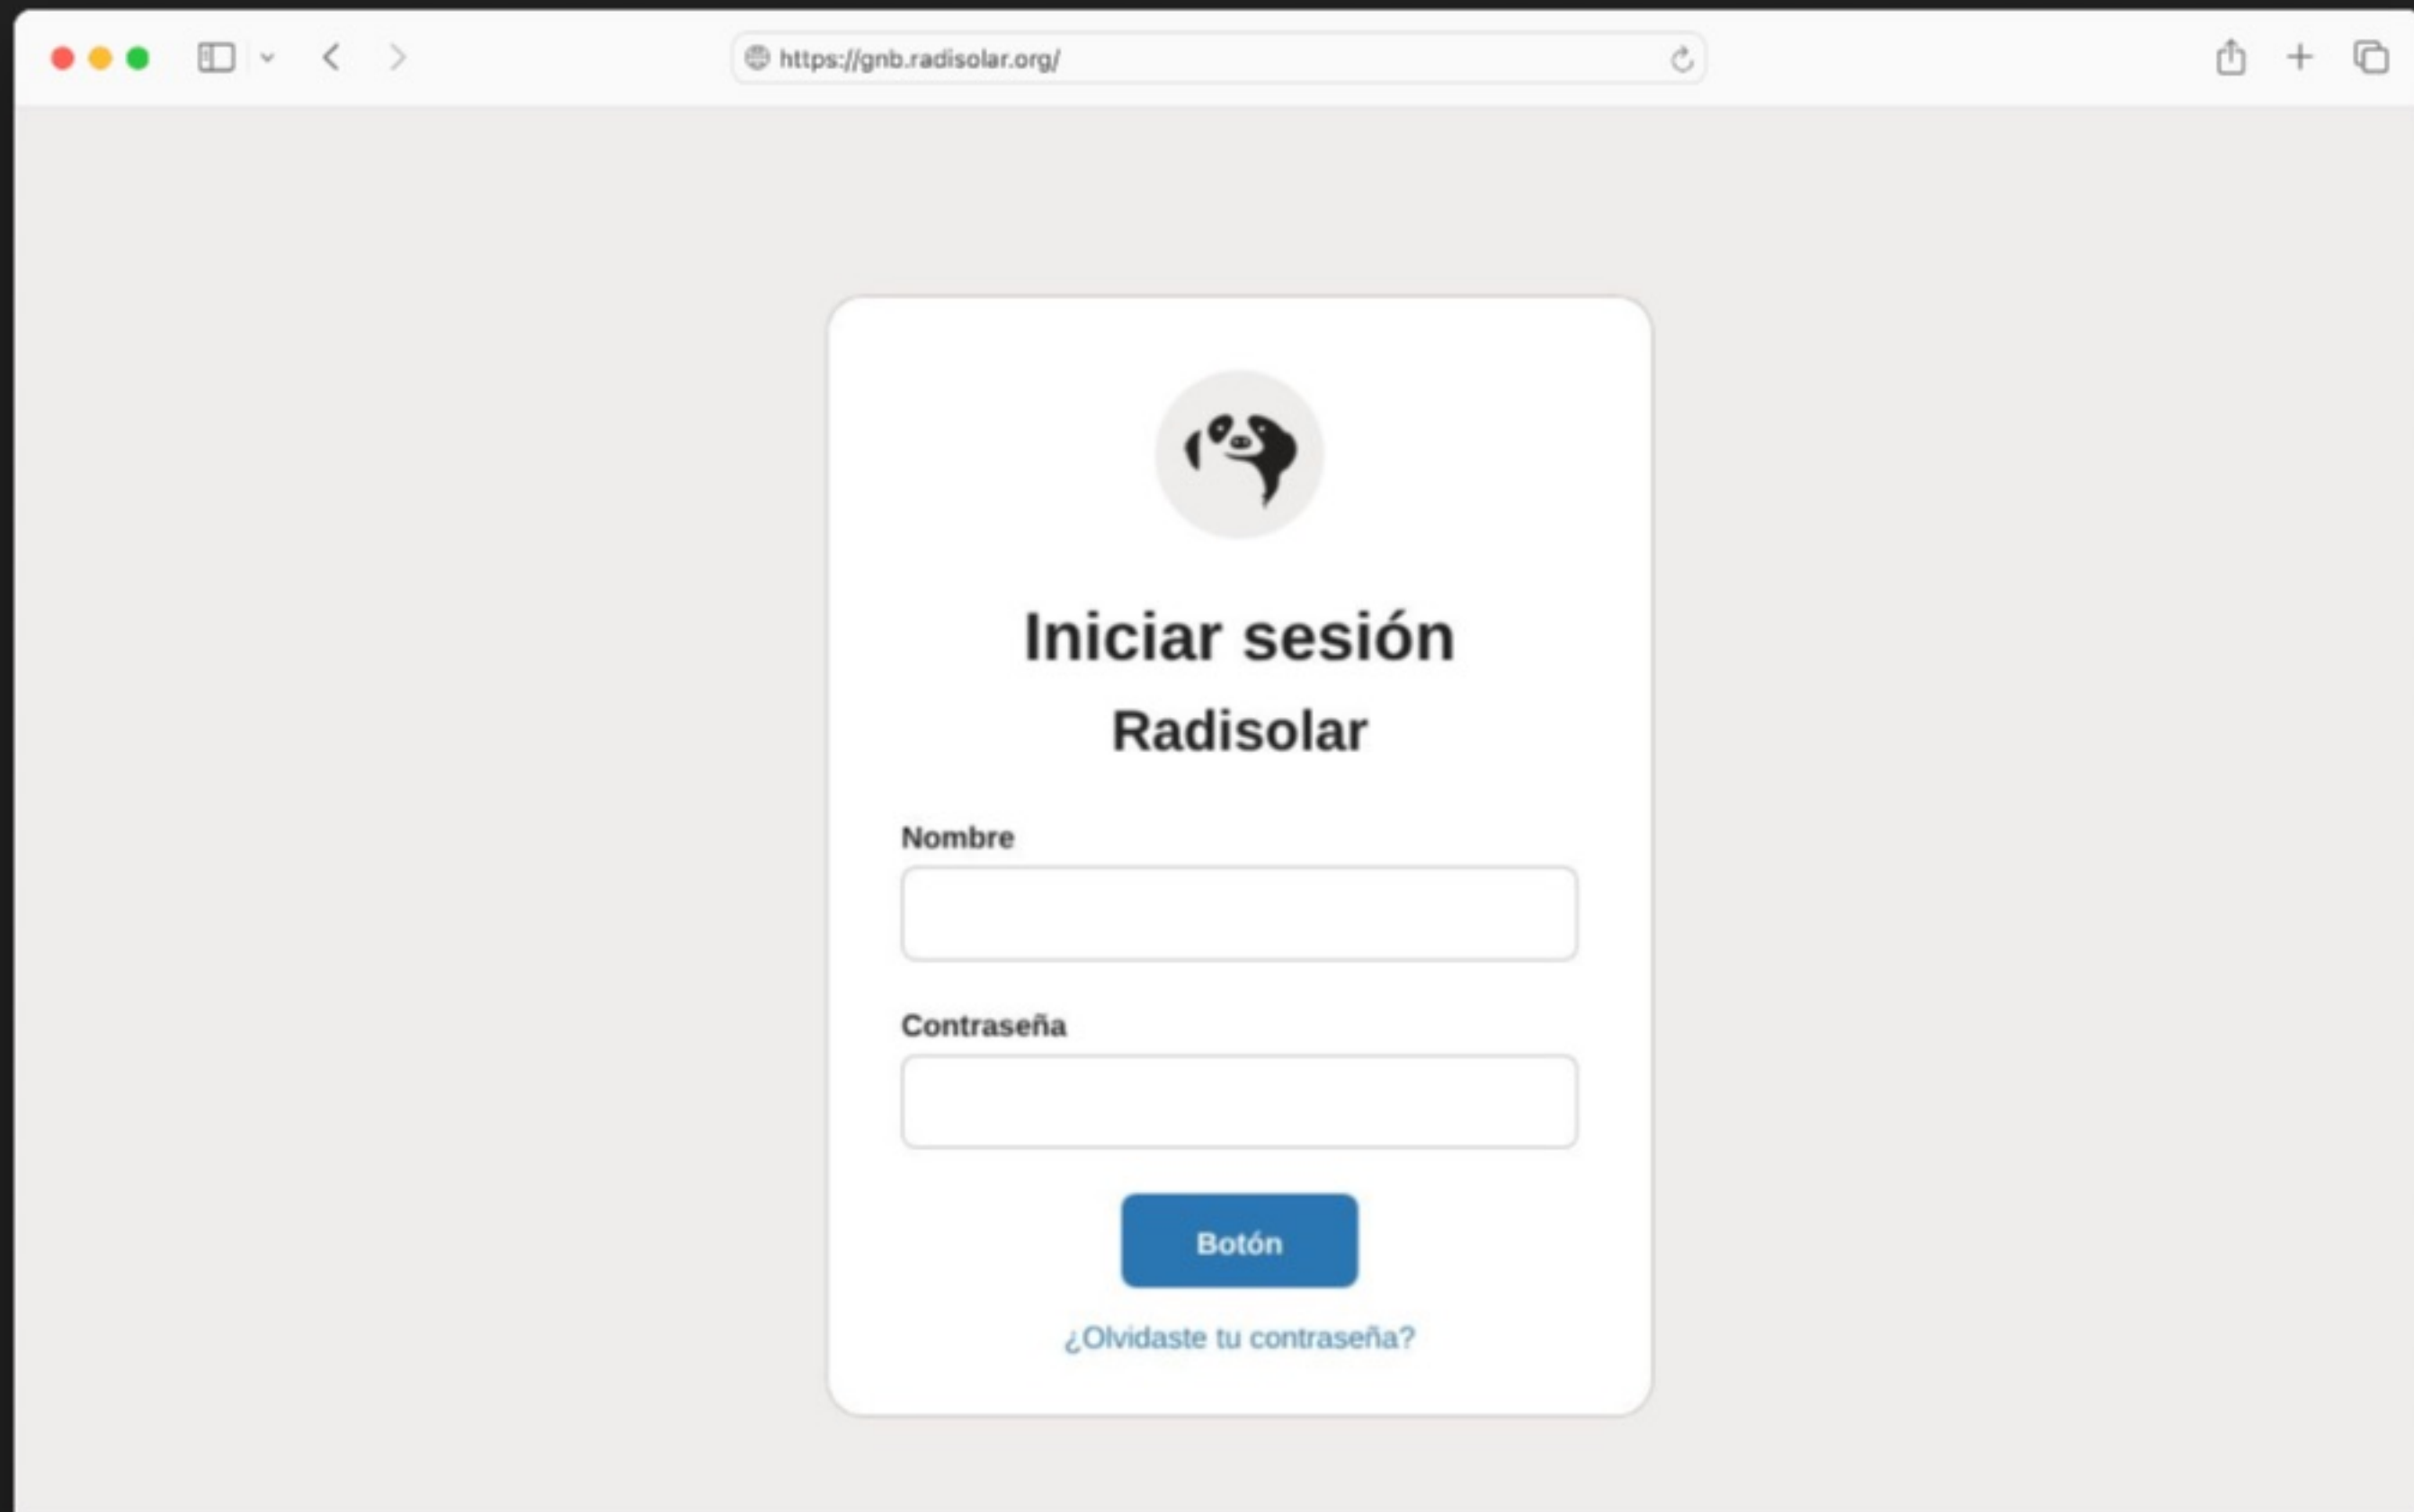 https://gnb.radisolar.org/
Iniciar sesión
Radisolar
Nombre
Contraseña
Botón
¿Olvidaste tu contraseña?